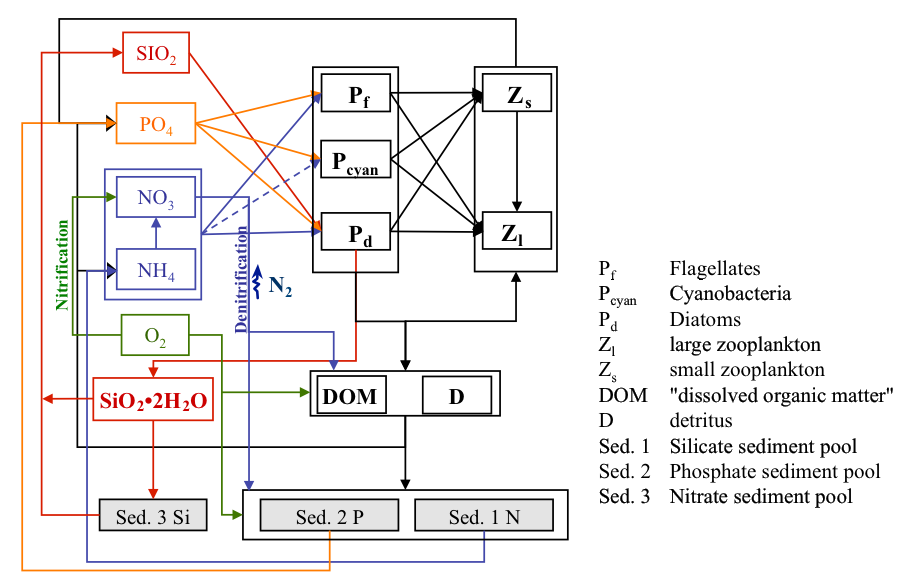 SIO2
PO4
NO3
NH4
Nitrification
Denitrification
N2
O2
SiO2•2H2O
Sed. 3 Si
Pf
Pcyan
Pd
Zs
Zl
DOM
D
Sed. 2 P
Sed. 1 N
Pf Flagellates
Pcyan Cyanobacteria
Pd Diatoms
Zl large zooplankton
Zs small zooplankton
DOM "dissolved organic matter"
D detritus
Sed. 1 Silicate sediment pool
Sed. 2 Phosphate sediment pool
Sed. 3 Nitrate sediment pool